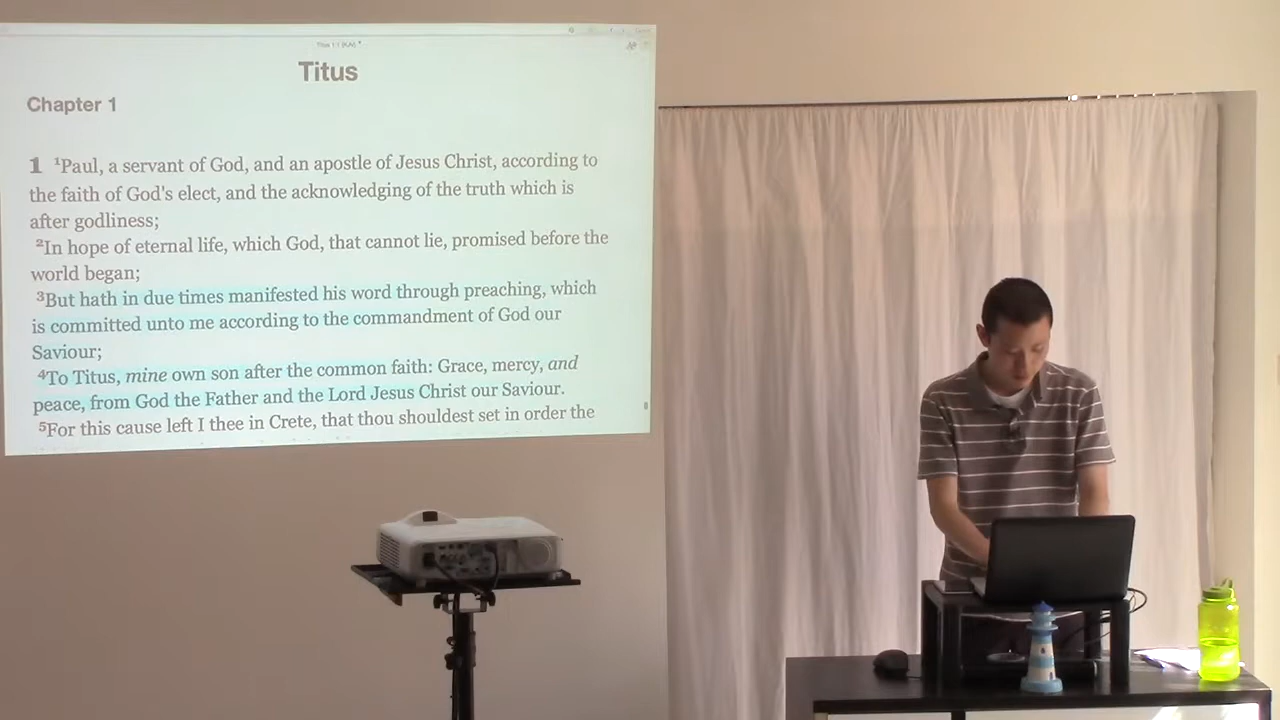 Titus 1:1 (KJV)
Titus
Chapter 1
1 ¹Paul, a servant of God, and an apostle of Jesus Christ, according to
the faith of God's elect, and the acknowledging of the truth which is
after godliness;
²In hope of eternal life, which God, that cannot lie, promised before the
world began;
³But hath in due times manifested his word through preaching, which
is committed unto me according to the commandment of God our
Saviour;
⁴To Titus, mine own son after the common faith: Grace, mercy, and
peace, from God the Father and the Lord Jesus Christ our Saviour.
⁵For this cause left I thee in Crete, that thou shouldest set in order the